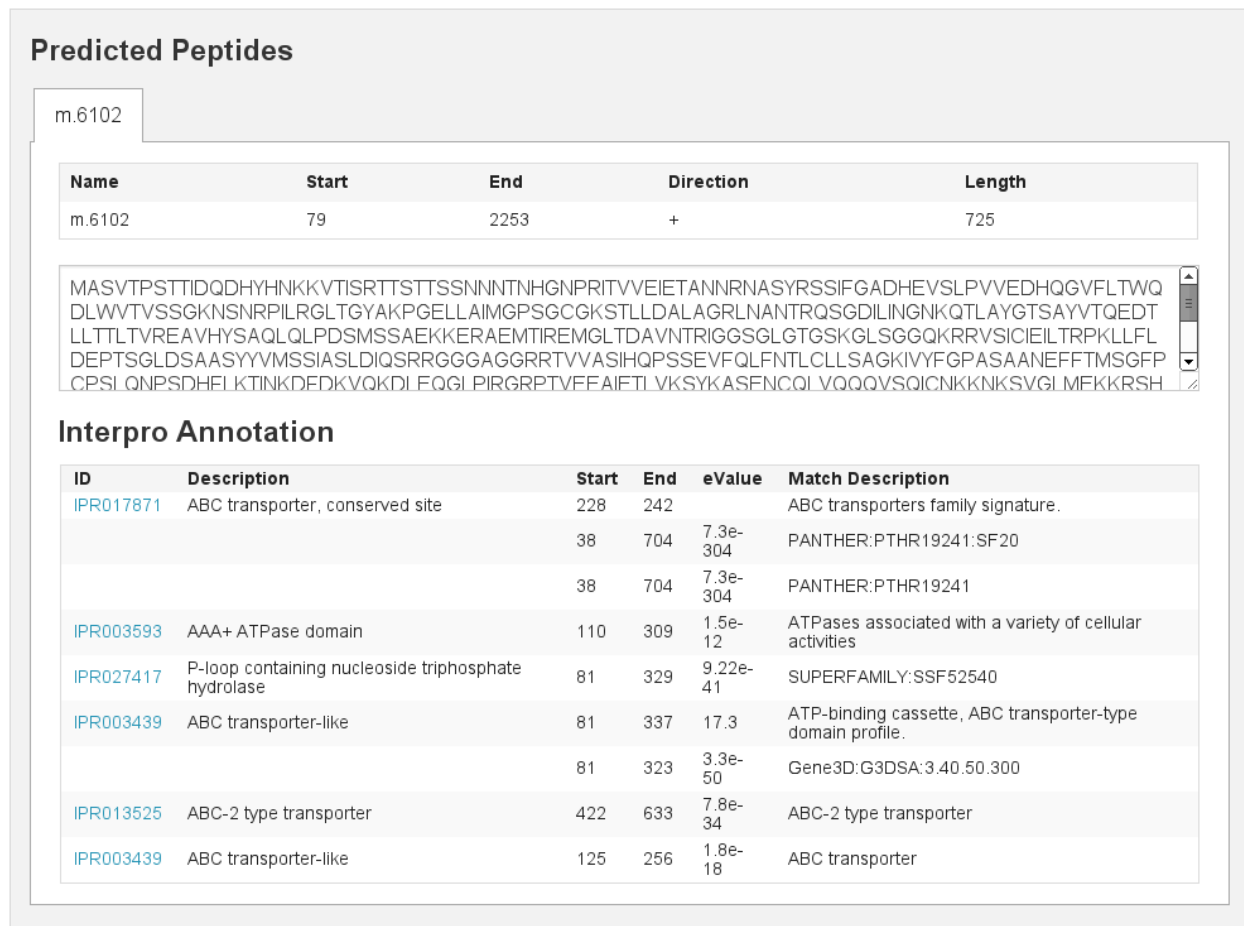 Predicted Peptides
m.6102
Name Start End Direction Length
m.6102 79 2253 + 725
MASVTPSTTIDQDHYHNKKVTISRTTSTTSSNNNTNHGNPRITVVEIETANNRNASYRSSIFGADHEVSLPVVEDHQGVFLTWQ
DLWVTVSSGKNSNRPILRGLTGYAKPGELLAIMGPSGCGKSTLLDALAGRLNANTRQSGDILINGNKQTLAYGTSAYVTQEDT
LLTTLTVREAVHYSAQLQLPDSMSSAEKKERAEMTIREMGLTDAVNTRIGGSGLGTGSKGLSGGQKRRVSICIEILTRPKLLFL
DEPTSGLDSAASYYVMSSIASLDIQSRRGGGAGGRRTVVASIHQPSSEVFQLFNTLCLLSAGKIVYFGPASAANEFFTMSGFP
CPSLQNPSDHFLKTINKDFDKVQKDLEQGLPIRGRPTVEEAIETLVKSYKASENCQLVQQQVSQICNKKNKSVGLMEKKRSH
Interpro Annotation
ID Description Start End eValue Match Description
IPR017871 ABC transporter, conserved site 228 242 ABC transporters family signature.
38 704 7.3e-
304 PANTHER:PTHR19241:SF20
38 704 7.3e-
304 PANTHER:PTHR19241
IPR003593 AAA+ ATPase domain 110 309 1.5e-
12 ATPases associated with a variety of cellular
activities
IPR027417 P-loop containing nucleoside triphosphate
hydrolase 81 329 9.22e-
41 SUPERFAMILY:SSF52540
IPR003439 ABC transporter-like 81 337 17.3 ATP-binding cassette, ABC transporter-type
domain profile.
81 323 3.3e-
50 Gene3D:G3DSA:3.40.50.300
IPR013525 ABC-2 type transporter 422 633 7.8e-
34 ABC-2 type transporter
IPR003439 ABC transporter-like 125 256 1.8e-
18 ABC transporter